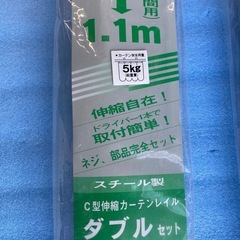 間用
1.1m
5kg
伸縮自在!
ドライバー1本で
取付簡単!
ネジ、部品完全セット
スチール製
C型伸縮カーテンレイル
ダブルセット